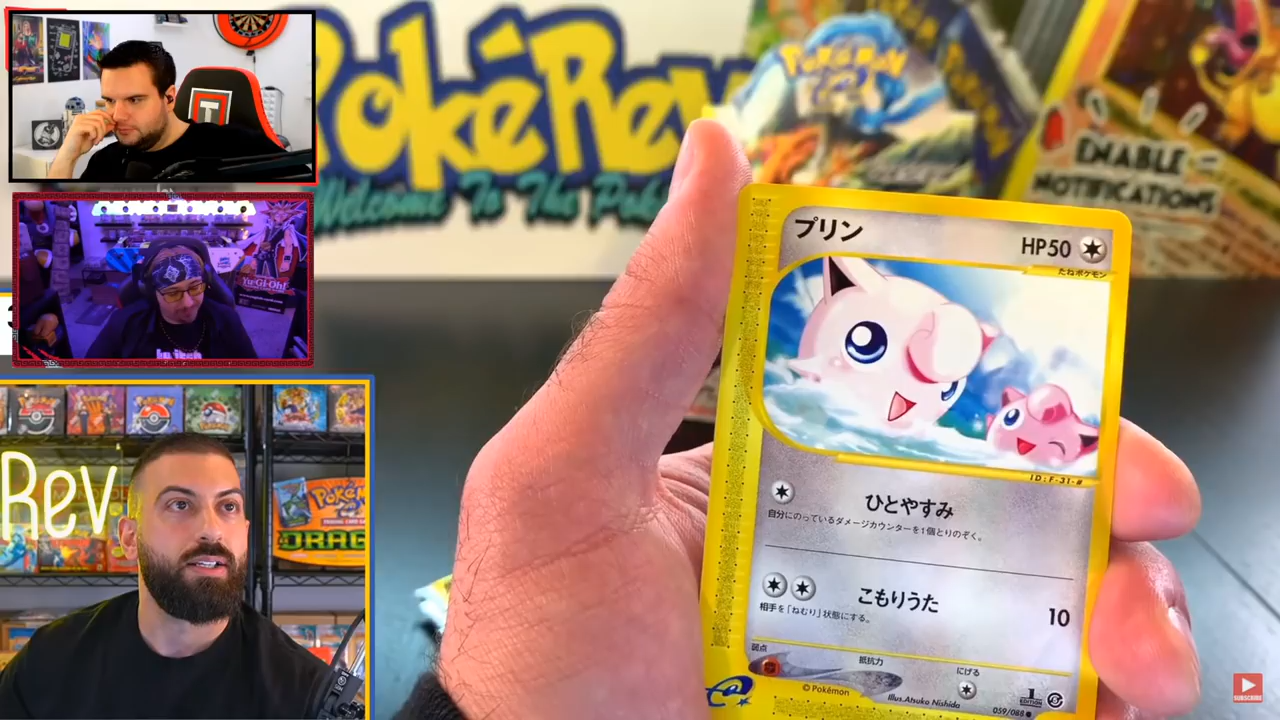 PokéRev
Welcome To The Pok
POKÉMON
ENABLE
NOTIFICATIONS
Yu-Gi-Oh!
Rev
POKÉMON
DRAG
プリン
HP50
たねポケモン
ID:F-31-#
ひとやすみ
自分にのっているダメージカウンターを1個とりのぞく。
こもりうた 10
相手を「ねむり」状態にする。
弱点 抵抗力 にげる
©Pokémon
Illus.Atsuko Nishida
1 EDITION
059/088 ●
SUBSCRIBE